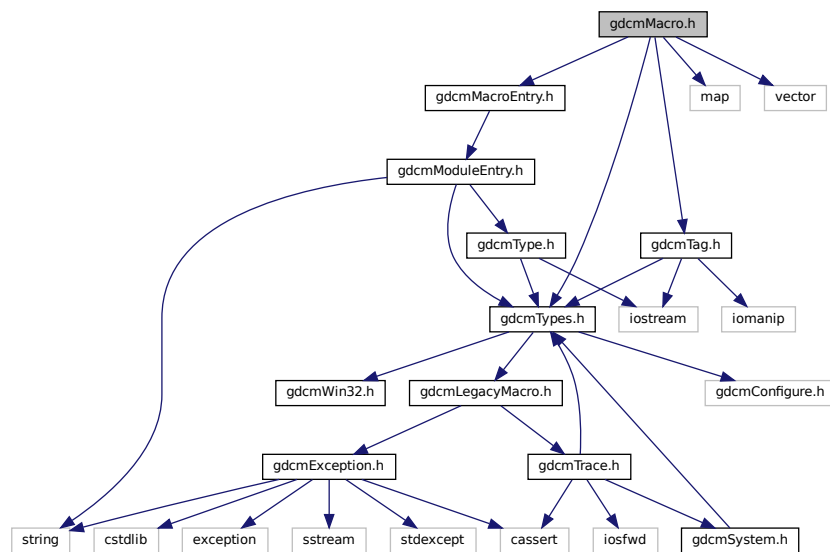 gdcmMacro.h
gdcmMacroEntry.h
map
vector
gdcmModuleEntry.h
gdcmType.h
gdcmTag.h
gdcmTypes.h
iostream
iomanip
gdcmWin32.h
gdcmLegacyMacro.h
gdcmConfigure.h
gdcmException.h
gdcmTrace.h
string
cstdlib
exception
sstream
stdexcept
cassert
iosfwd
gdcmSystem.h